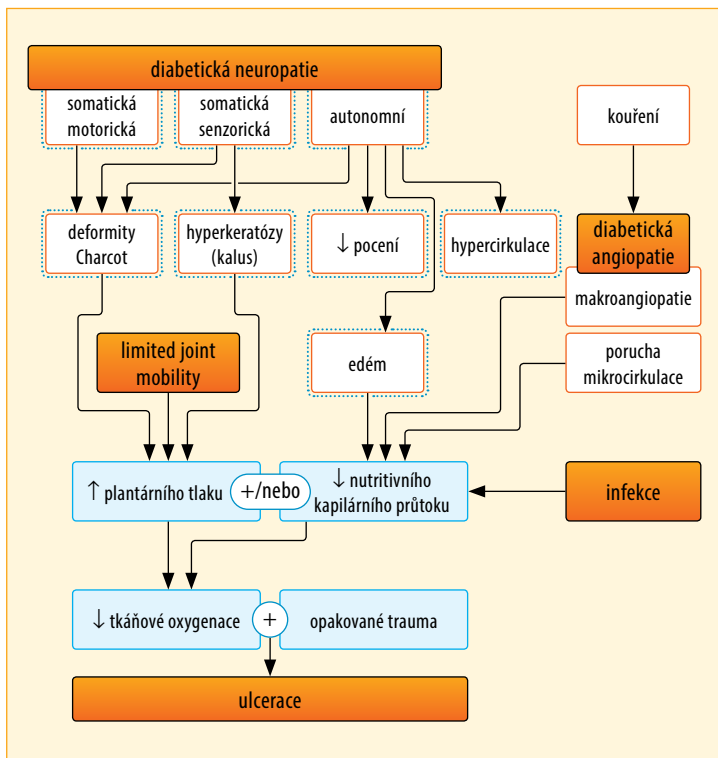 diabetická neuropatie
somatická
motorická
somatická
senzorická
autonomní
kouření
deformity
Charcot
hyperkeratózy
(kalus)
↓ pocení
hypercirkulace
diabetická
angiopatie
makroangiopatie
limited joint
mobility
edém
porucha
mikrocirkulace
↑ plantárního tlaku
+/nebo
↓ nutritivního
kapilárního průtoku
infekce
↓ tkáňové oxygenace
+
opakované trauma
ulcerace